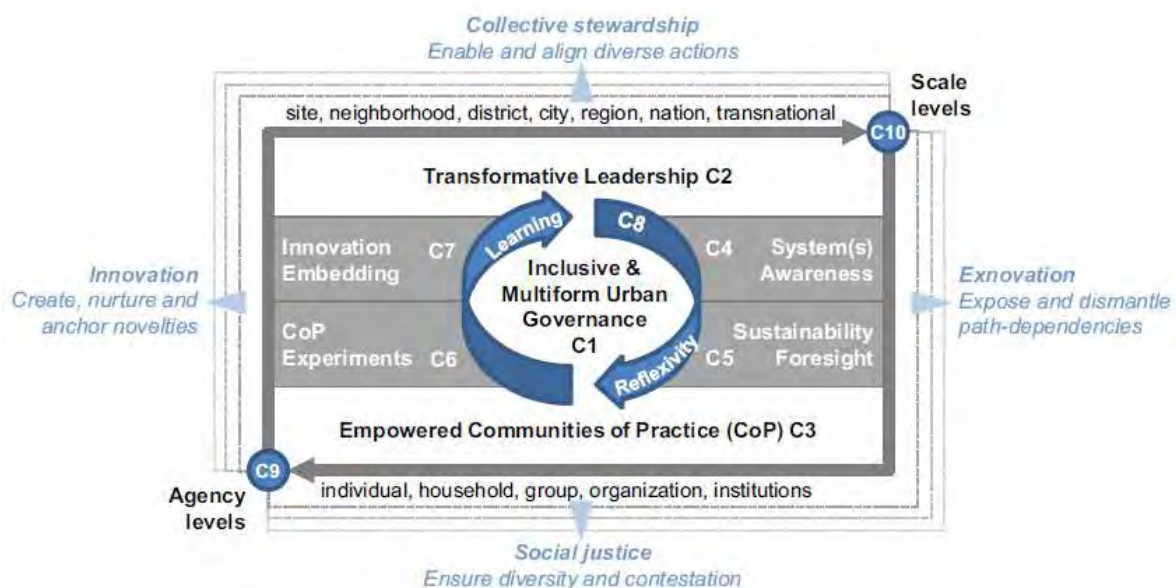 Collective stewardship
Enable and align diverse actions
Scale
levels
site, neighborhood, district, city, region, nation, transnational
C10
Transformative Leadership C2
Learning
C8
Innovation
Embedding
C7
C4
System(s)
Awareness
Inclusive &
Multiform Urban
Governance
C1
Innovation
Create, nurture and
anchor novelties
Exnovation
Expose and dismantle
path-dependencies
CoP
Experiments
C6
Reflexivity
C5
Sustainability
Foresight
Empowered Communities of Practice (CoP) C3
C9
Agency
levels
individual, household, group, organization, institutions
Social justice
Ensure diversity and contestation